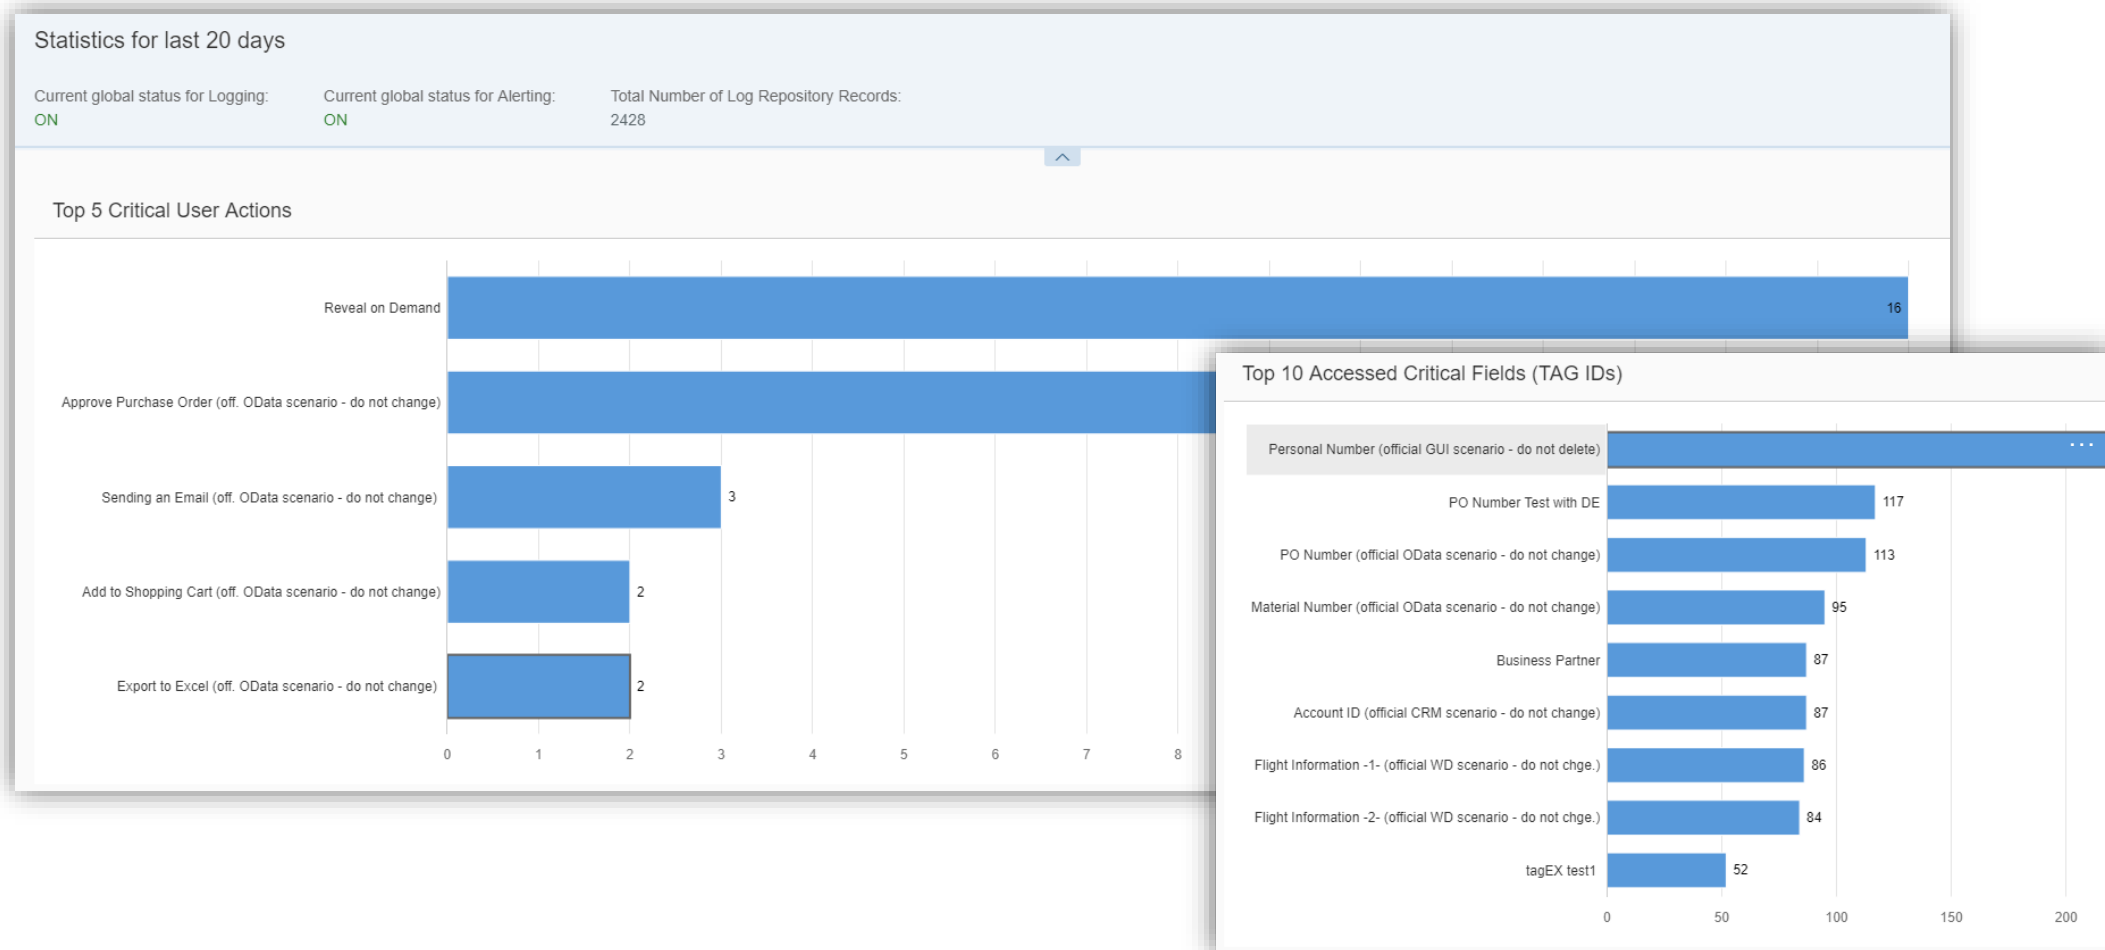 Statistics for last 20 days
Current global status for Logging: Current global status for Alerting: Total Number of Log Repository Records:
ON ON 2428
Top 5 Critical User Actions
Reveal on Demand 16
Approve Purchase Order (off. OData scenario - do not change)
Sending an Email (off. OData scenario - do not change) 3
Add to Shopping Cart (off. OData scenario - do not change) 2
Export to Excel (off. OData scenario - do not change) 2
0 1 2 3 4 5 6 7 8
Top 10 Accessed Critical Fields (TAG IDs)
Personal Number (official GUI scenario - do not delete) ...
PO Number Test with DE 117
PO Number (official OData scenario - do not change) 113
Material Number (official OData scenario - do not change) 95
Business Partner 87
Account ID (official CRM scenario - do not change) 87
Flight Information -1- (official WD scenario - do not chge.) 86
Flight Information -2- (official WD scenario - do not chge.) 84
tagEX test1 52
0 50 100 150 200